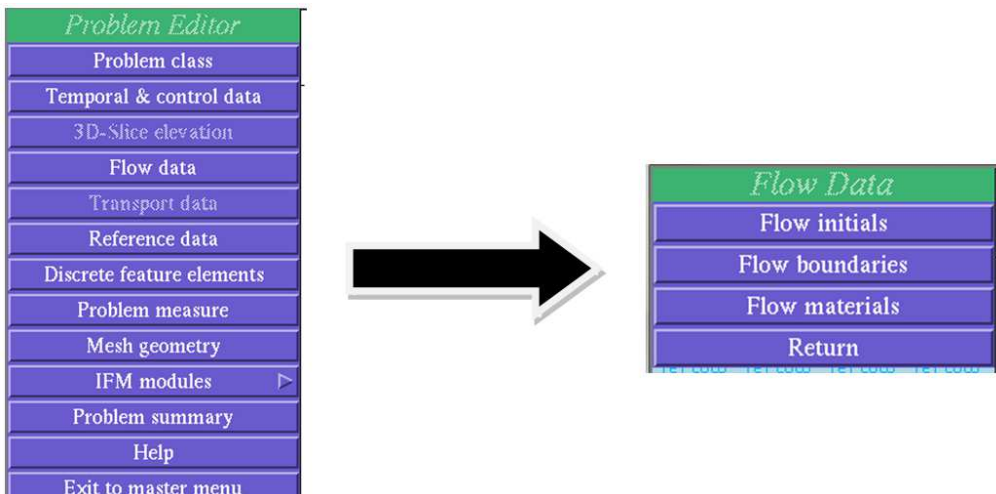 Problem Editor
Problem class
Temporal & control data
3D-Slice elevation
Flow data
Transport data
Reference data
Discrete feature elements
Problem measure
Mesh geometry
IFM modules
Problem summary
Help
Exit to master menu
Flow Data
Flow initials
Flow boundaries
Flow materials
Return